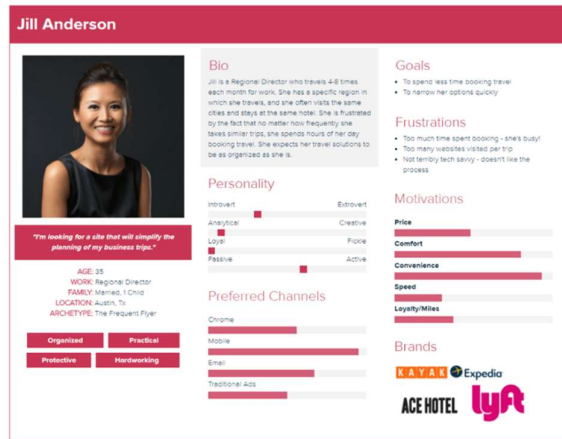 Jill Anderson
"I'm looking for a site that will simplify the
planning of my business trips."
AGE: 35
WORK: Regional Director
FAMILY: Married, 1 Child
LOCATION: Austin, Tx
ARCHETYPE: The Frequent Flyer
Organized
Practical
Protective
Hardworking
Bio
Jill is a Regional Director who travels 4-8 times
each month for work. She has a specific region in
which she travels, and she often visits the same
cities and stays at the same hotel. She is frustrated
by the fact that no matter how frequently she
takes similar trips, she spends hours of her day
booking travel. She expects her travel solutions to
be as organized as she is.
Personality
Introvert Extrovert
Analytical Creative
Loyal Fickle
Passive Active
Preferred Channels
Chrome
Mobile
Email
Traditional Ads
Goals
• To spend less time booking travel
• To narrow her options quickly
Frustrations
• Too much time spent booking - she's busy!
• Too many websites visited per trip
• Not terribly tech savvy - doesn't like the
process
Motivations
Price
Comfort
Convenience
Speed
Loyalty/Miles
Brands
KAYAK Expedia
ACE HOTEL lyft